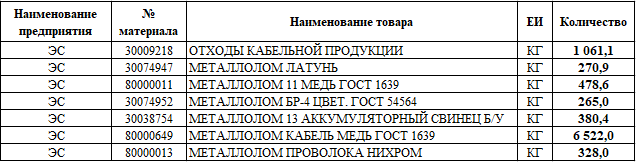 Наименование предприятия № материала Наименование товара ЕИ Количество
ЭС 30009218 ОТХОДЫ КАБЕЛЬНОЙ ПРОДУКЦИИ КГ 1 061,1
ЭС 30074947 МЕТАЛЛОЛОМ ЛАТУНЬ КГ 270,9
ЭС 80000011 МЕТАЛЛОЛОМ 11 МЕДЬ ГОСТ 1639 КГ 478,6
ЭС 30074952 МЕТАЛЛОЛОМ БР-4 ЦВЕТ. ГОСТ 54564 КГ 265,0
ЭС 30038754 МЕТАЛЛОЛОМ 13 АККУМУЛЯТОРНЫЙ СВИНЕЦ Б/У КГ 380,4
ЭС 80000649 МЕТАЛЛОЛОМ КАБЕЛЬ МЕДЬ ГОСТ 1639 КГ 6 522,0
ЭС 80000013 МЕТАЛЛОЛОМ ПРОВОЛОКА НИХРОМ КГ 328,0